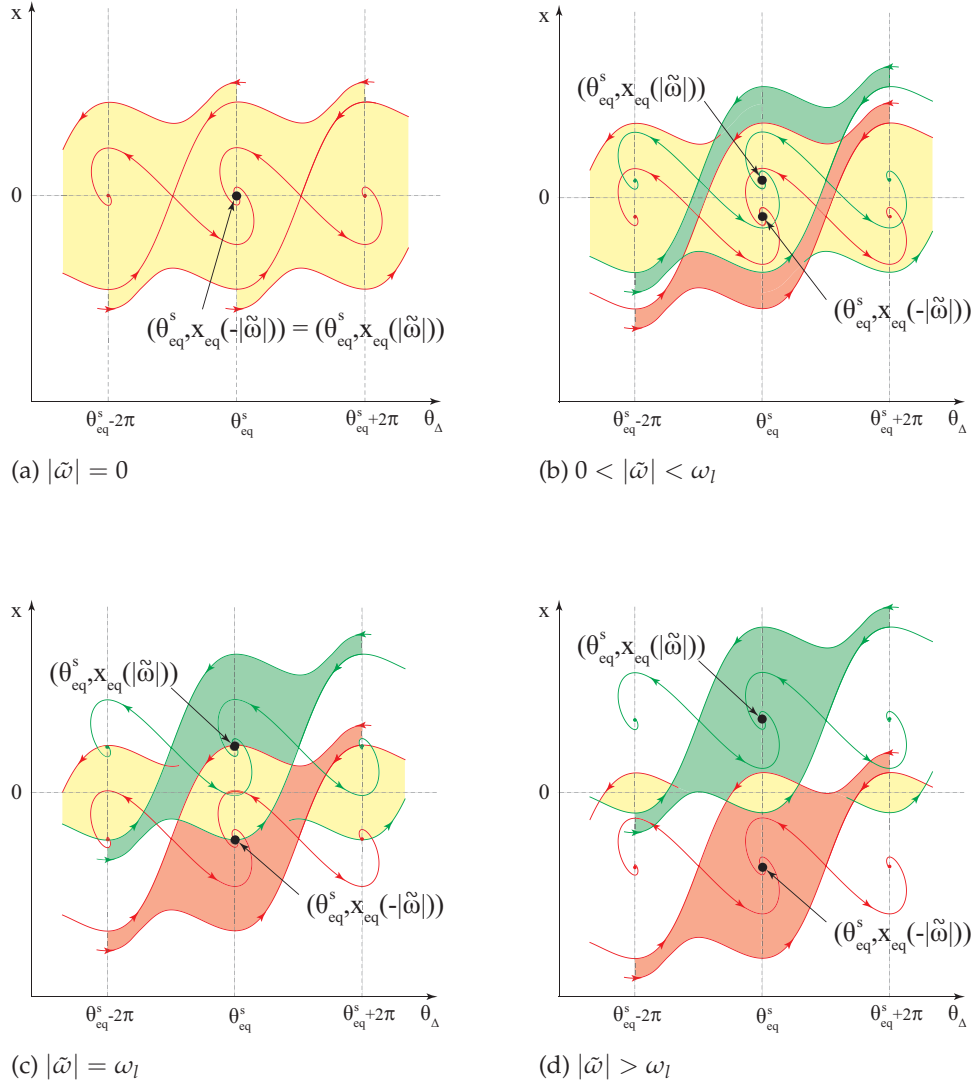 x
0
(θ^s_eq, x_eq(-|ω̃|)) = (θ^s_eq, x_eq(|ω̃|))
θ^s_eq-2π θ^s_eq θ^s_eq+2π θ_Δ
(a) |ω̃| = 0
x
(θ^s_eq, x_eq(|ω̃|))
0
(θ^s_eq, x_eq(-|ω̃|))
θ^s_eq-2π θ^s_eq θ^s_eq+2π θ_Δ
(b) 0 < |ω̃| < ω_l
x
(θ^s_eq, x_eq(|ω̃|))
0
(θ^s_eq, x_eq(-|ω̃|))
θ^s_eq-2π θ^s_eq θ^s_eq+2π θ_Δ
(c) |ω̃| = ω_l
x
(θ^s_eq, x_eq(|ω̃|))
0
(θ^s_eq, x_eq(-|ω̃|))
θ^s_eq-2π θ^s_eq θ^s_eq+2π θ_Δ
(d) |ω̃| > ω_l